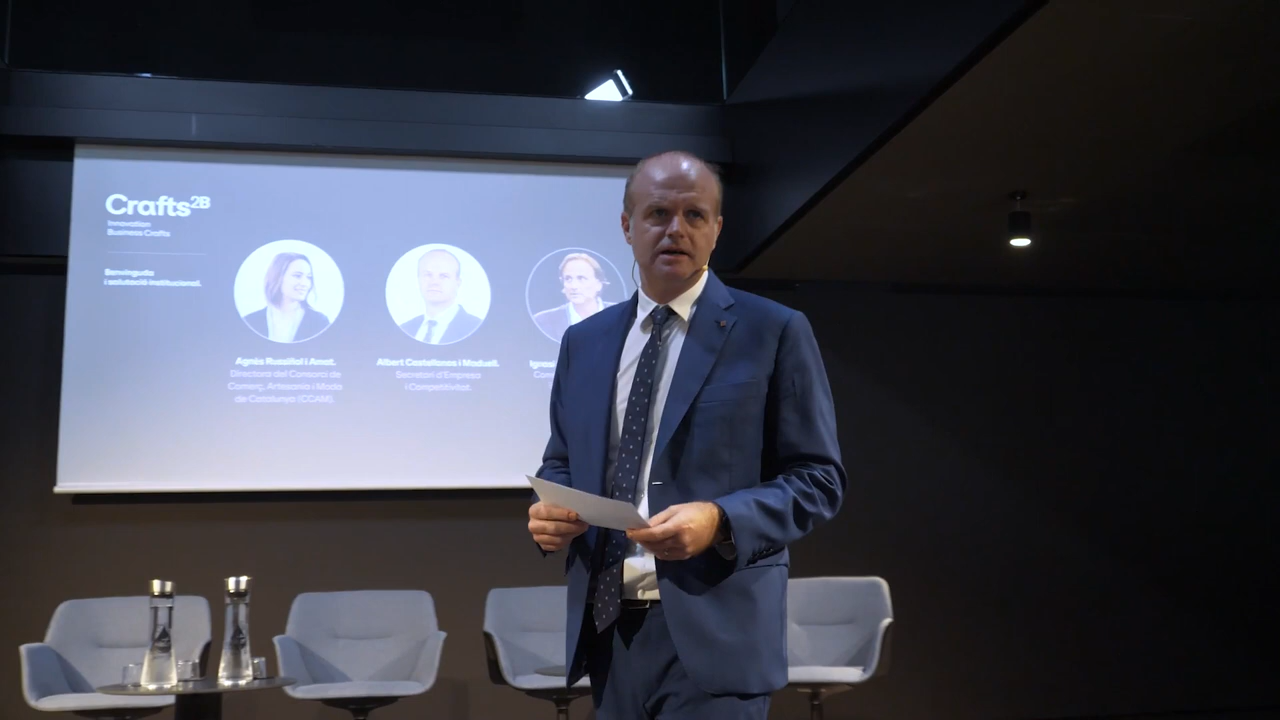 Crafts2B
Innovation
Business Crafts
Benvinguda
i salutació institucional.
Agnès Russiñol i Amat.
Directora del Consorci de
Comerç, Artesania i Moda
de Catalunya (CCAM).
Albert Castellanos i Maduell.
Secretari d'Empresa
i Competitivitat.